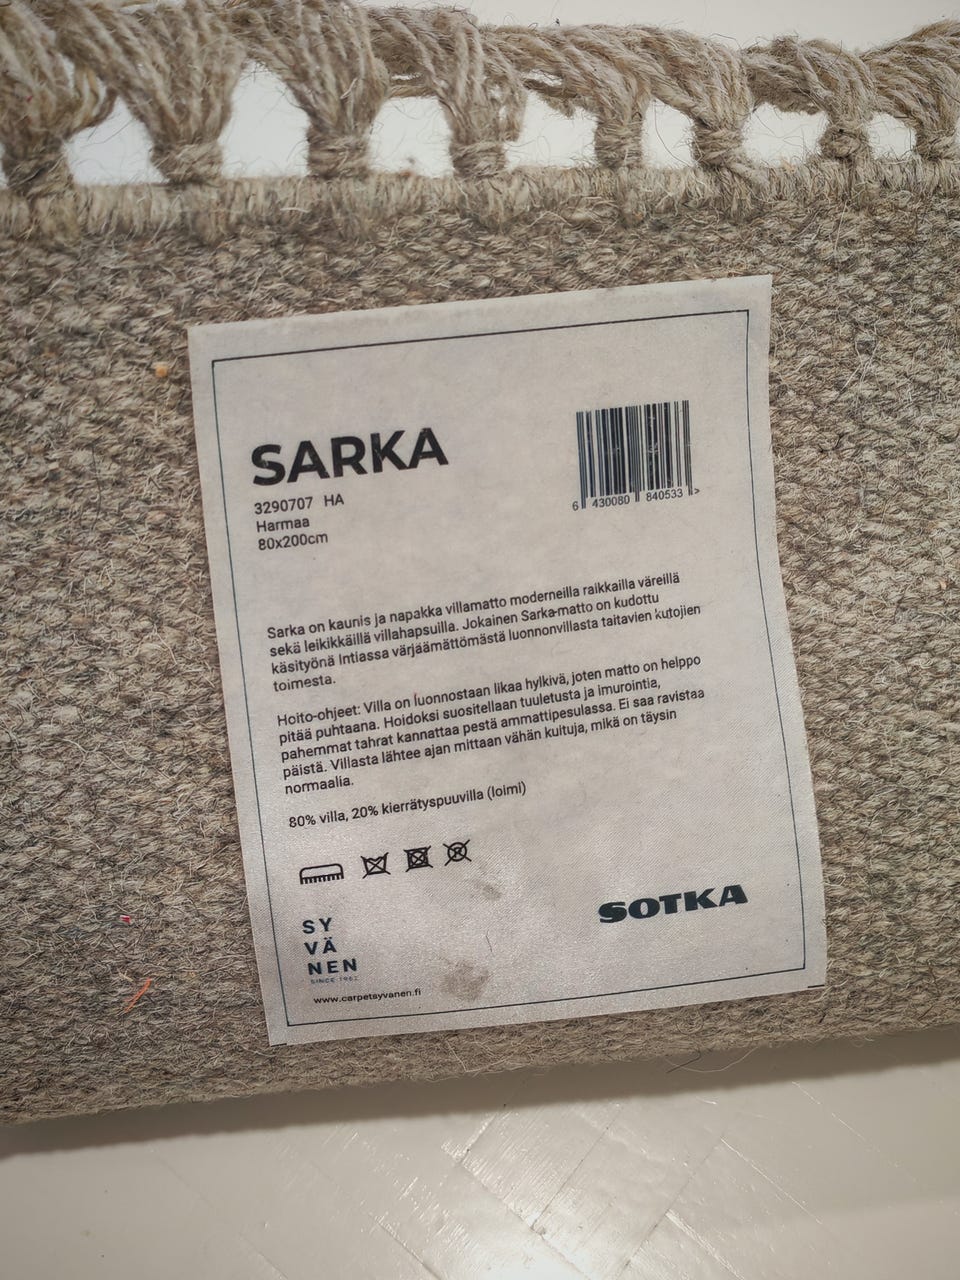 SARKA
3290707 HA
Harmaa
80x200cm
6 430080 840533 >
Sarka on kaunis ja napakka villamatto moderneilla raikkailla väreillä
sekä leikikkäillä villahapsuilla. Jokainen Sarka-matto on kudottu
käsityönä Intiassa värjäämättömästä luonnonvillasta taitavien kutojien
toimesta.
Hoito-ohjeet: Villa on luonnostaan likaa hylkivä, joten matto on helppo
pitää puhtaana. Hoidoksi suositellaan tuuletusta ja imurointia,
pahemmat tahrat kannattaa pestä ammattipesulassa. Ei saa ravistaa
päistä. Villasta lähtee ajan mittaan vähän kuituja, mikä on täysin
normaalia.
80% villa, 20% kierrätyspuuvilla (loimi)
SY
VÄ
NEN
SINCE 1962
www.carpetsyvanen.fi
SOTKA